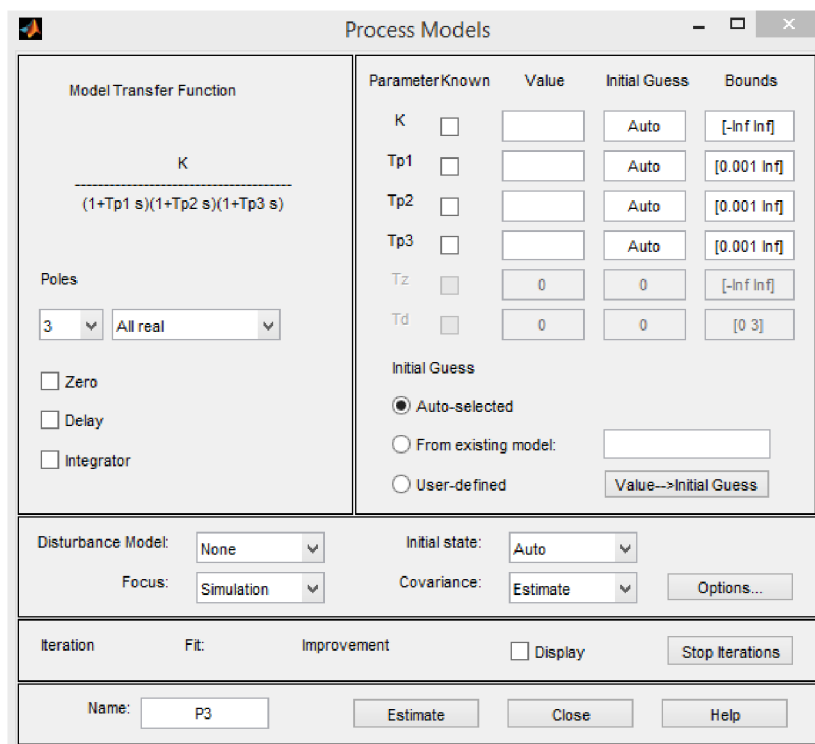 Process Models
Model Transfer Function
K
-------------------------------------
(1+Tp1 s)(1+Tp2 s)(1+Tp3 s)
Poles
3 All real
Zero
Delay
Integrator
Parameter Known Value Initial Guess Bounds
K Auto [-Inf Inf]
Tp1 Auto [0.001 Inf]
Tp2 Auto [0.001 Inf]
Tp3 Auto [0.001 Inf]
Tz 0 0 [-Inf Inf]
Td 0 0 [0 3]
Initial Guess
Auto-selected
From existing model:
User-defined Value-->Initial Guess
Disturbance Model: None Initial state: Auto
Focus: Simulation Covariance: Estimate Options...
Iteration Fit: Improvement Display Stop Iterations
Name: P3 Estimate Close Help